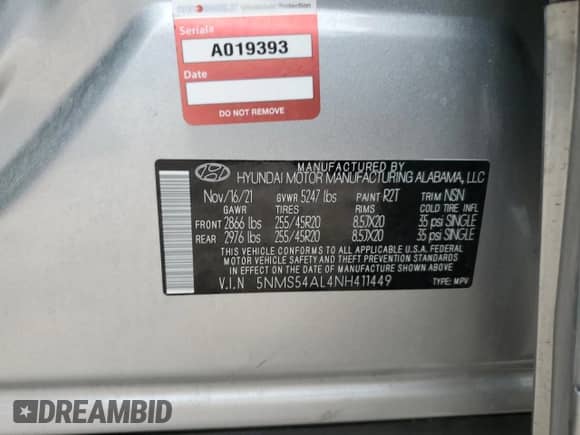 Serial#
A019393
Date
DO NOT REMOVE
MANUFACTURED BY
HYUNDAI MOTOR MANUFACTURING ALABAMA, LLC
Nov/16/21 GVWR 5247 lbs PAINT R2T TRIM NSN
GAWR TIRES RIMS COLD TIRE INFL
FRONT 2866 lbs 255/45R20 8.5JX20 35 psi SINGLE
REAR 2976 lbs 255/45R20 8.5JX20 35 psi SINGLE
THIS VEHICLE CONFORMS TO ALL APPLICABLE U.S.A. FEDERAL
MOTOR VEHICLE SAFETY AND THEFT PREVENTION STANDARDS
IN EFFECT ON THE DATE OF MANUFACTURE SHOWN ABOVE.
V.I.N 5NMS54AL4NH411449 TYPE: MPV
DREAMBID